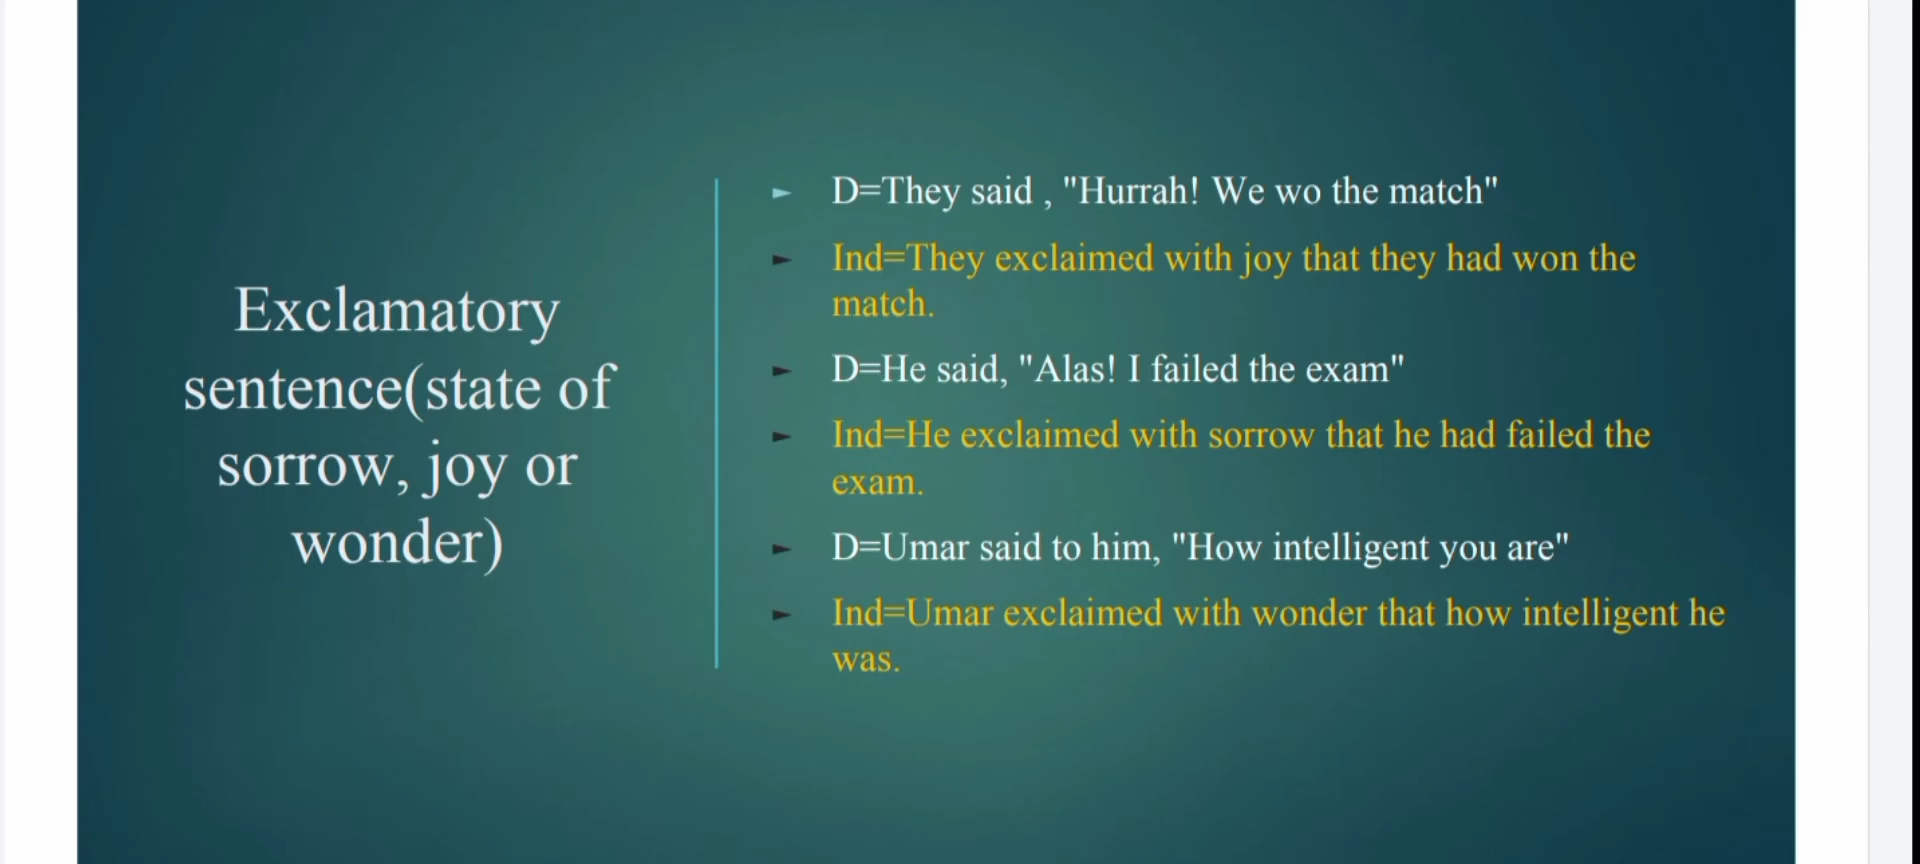 Exclamatory
sentence(state of
sorrow, joy or
wonder)
D=They said , "Hurrah! We wo the match"
Ind=They exclaimed with joy that they had won the
match.
D=He said, "Alas! I failed the exam"
Ind=He exclaimed with sorrow that he had failed the
exam.
D=Umar said to him, "How intelligent you are"
Ind=Umar exclaimed with wonder that how intelligent he
was.